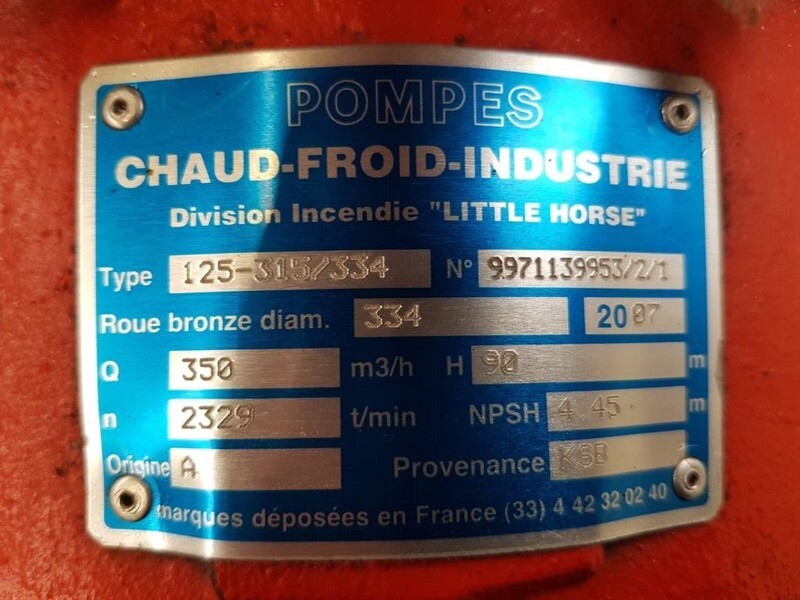 POMPES
CHAUD-FROID-INDUSTRIE
Division Incendie "LITTLE HORSE"
Type 125-315/334 N° 9971139953/2/1
Roue bronze diam. 334 2007
Q 350 m3/h H 90 m
n 2329 t/min NPSH 4.45 m
Origine A Provenance KSB
marques déposées en France (33) 4 42 32 02 40